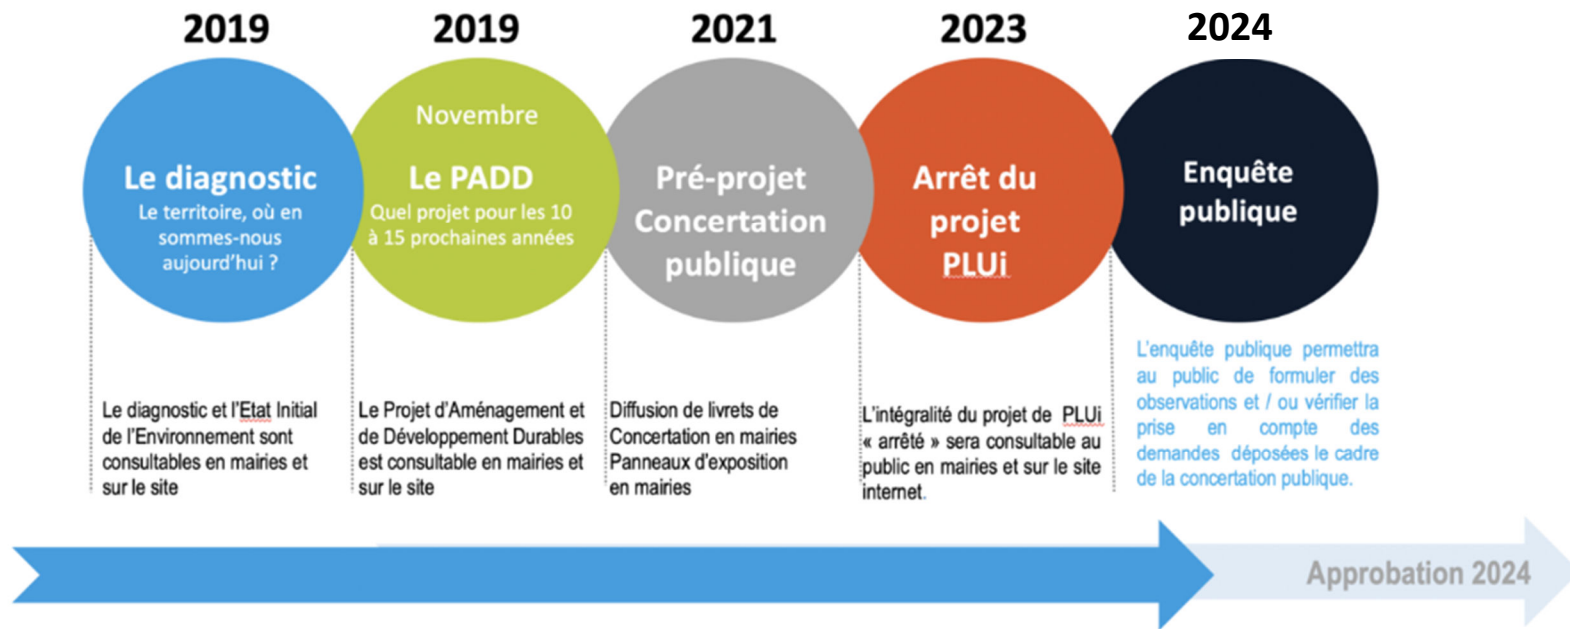 2019
2019
2021
2023
2024
Le diagnostic
Le territoire, où en
sommes-nous
aujourd'hui ?
Novembre
Le PADD
Quel projet pour les 10
à 15 prochaines années
Pré-projet
Concertation
publique
Arrêt du
projet
PLUi
Enquête
publique
Le diagnostic et l'Etat Initial
de l'Environnement sont
consultables en mairies et
sur le site
Le Projet d'Aménagement et
de Développement Durables
est consultable en mairies et
sur le site
Diffusion de livrets de
Concertation en mairies
Panneaux d'exposition
en mairies
L'intégralité du projet de PLUi
« arrêté » sera consultable au
public en mairies et sur le site
internet.
L'enquête publique permettra
au public de formuler des
observations et / ou vérifier la
prise en compte des
demandes déposées le cadre
de la concertation publique.
Approbation 2024